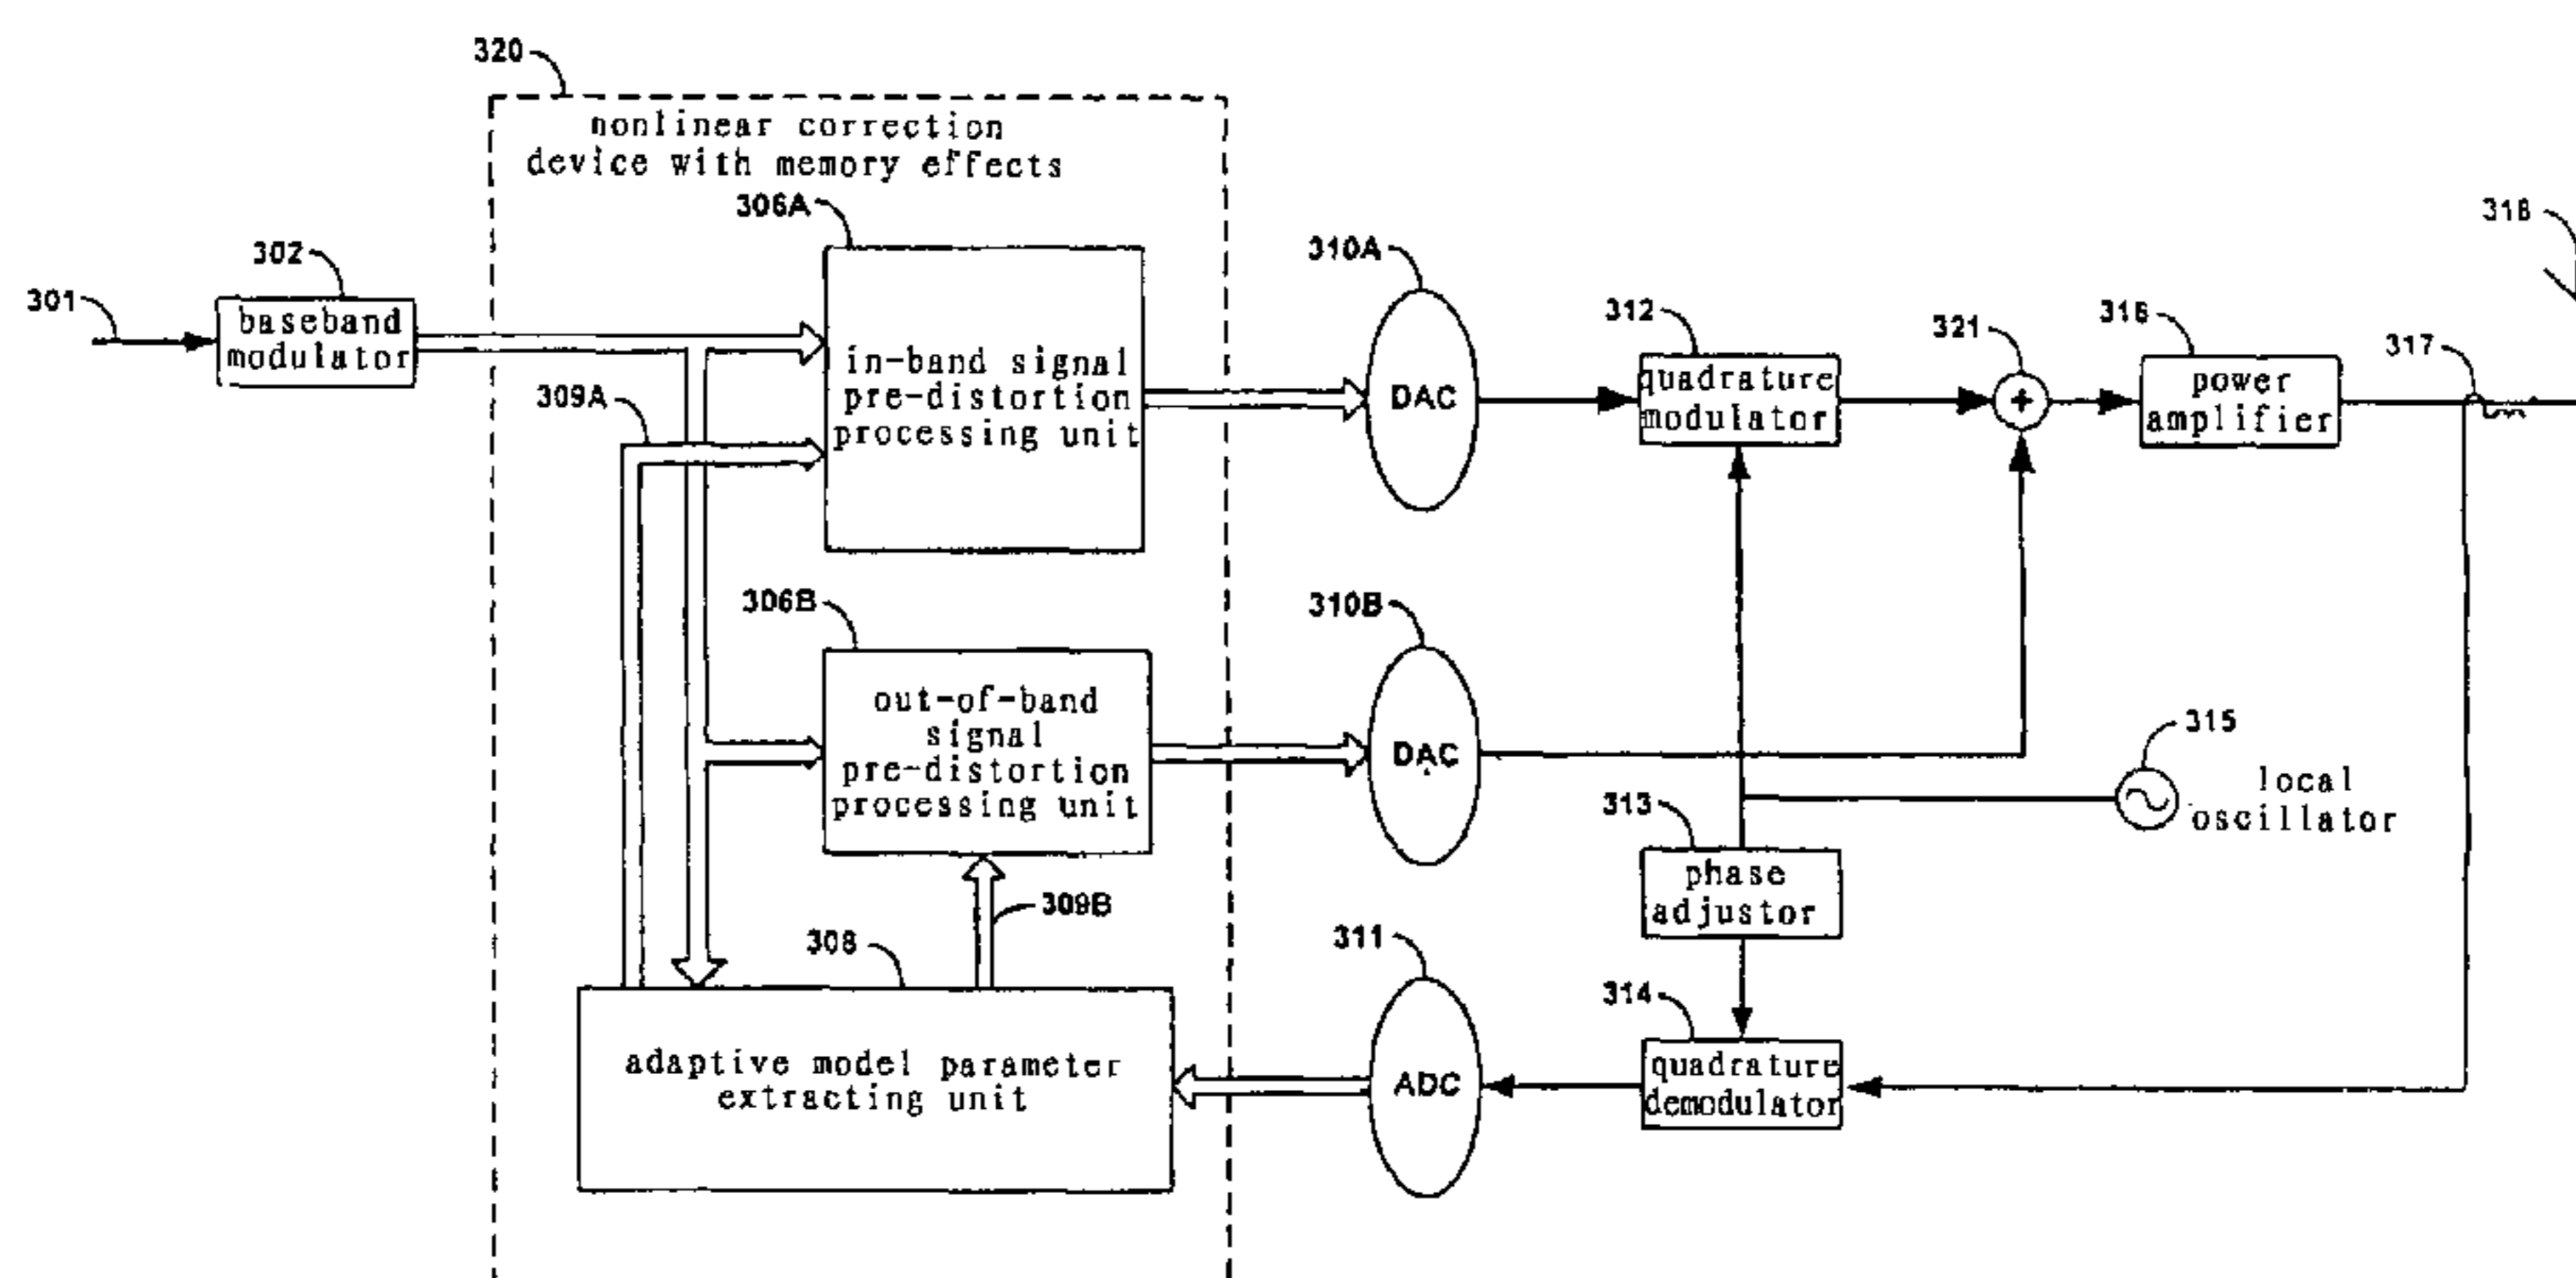 320
nonlinear correction
device with memory effects
306A
301
302
baseband
modulator
309A
in-band signal
pre-distortion
processing unit
310A
DAC
312
quadrature
modulator
321
+
316
power
amplifier
317
318
306B
out-of-band
signal
pre-distortion
processing unit
310B
DAC
315
local
oscillator
313
phase
adjustor
309B
308
adaptive model parameter
extracting unit
311
ADC
314
quadrature
demodulator